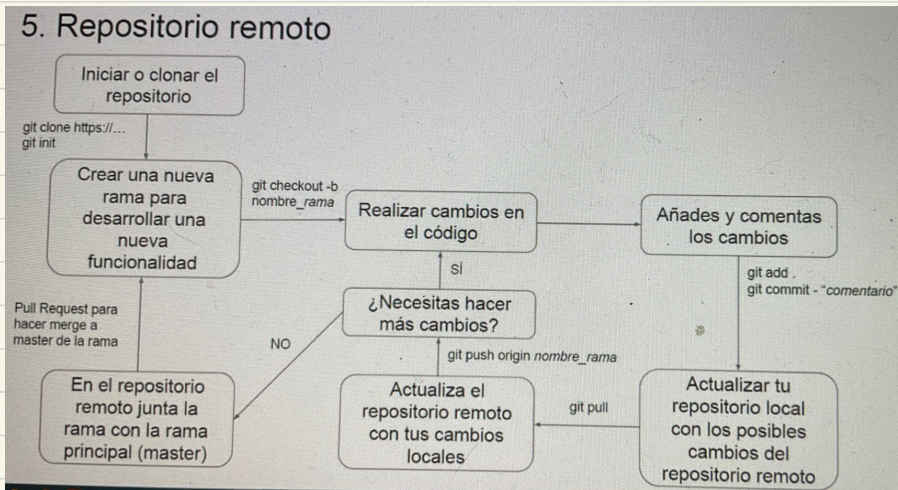 5. Repositorio remoto
Iniciar o clonar el
repositorio
git clone https://...
git init
Crear una nueva
rama para
desarrollar una
nueva
funcionalidad
git checkout -b
nombre_rama
Realizar cambios en
el código
Añades y comentas
los cambios
git add .
git commit - "comentario"
Actualizar tu
repositorio local
con los posibles
cambios del
repositorio remoto
git pull
Actualiza el
repositorio remoto
con tus cambios
locales
git push origin nombre_rama
¿Necesitas hacer
más cambios?
SÍ
NO
En el repositorio
remoto junta la
rama con la rama
principal (master)
Pull Request para
hacer merge a
master de la rama